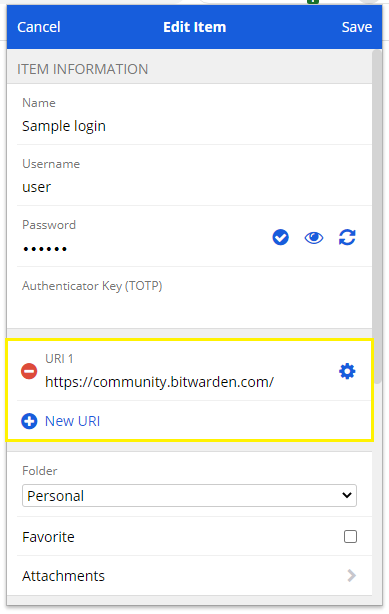 Cancel Edit Item Save
ITEM INFORMATION
Name
Sample login
Username
user
Password
••••••
Authenticator Key (TOTP)
URI 1
https://community.bitwarden.com/
New URI
Folder
Personal
Favorite
Attachments